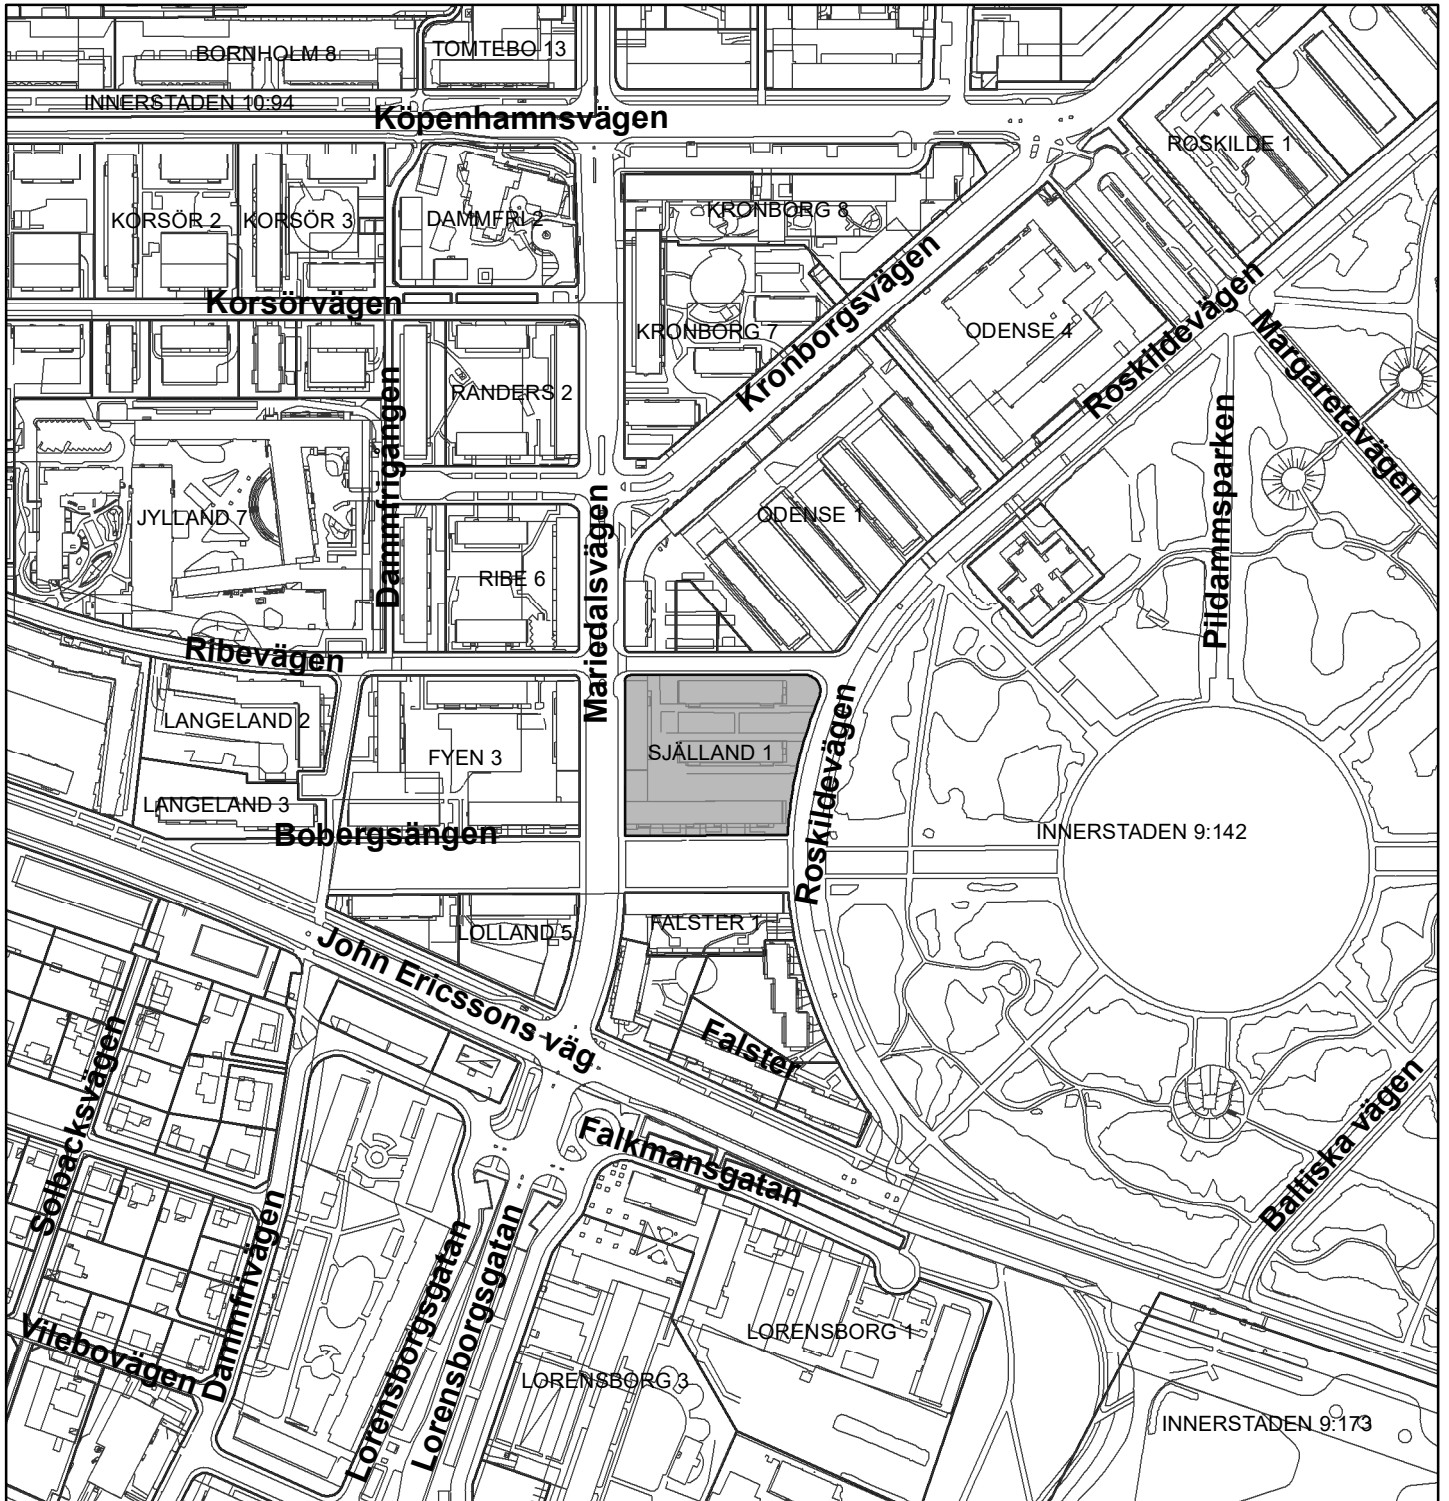 BORNHOLM 8
TOMTEBO 13
INNERSTADEN 10:94
Köpenhamnsvägen
ROSKILDE 1
KORSÖR 2
KORSÖR 3
DAMMFRI 2
KRONBORG 8
Korsörvägen
KRONBORG 7
Kronborgsvägen
ODENSE 4
Roskildevägen
Margaretavägen
RANDERS 2
Dammfrigången
Pildammsparken
JYLLAND 7
ODENSE 1
Mariedalsvägen
RIBE 6
Ribevägen
LANGELAND 2
FYEN 3
SJÄLLAND 1
Roskildevägen
LANGELAND 3
Bobergsängen
INNERSTADEN 9:142
LOLLAND 5
FALSTER 1
John Ericssons väg
Falster
Solbacksvägen
Falkmansgatan
Baltiska vägen
Dammfrivägen
Lorensborgsgatan
Lorensborgsgatan
Vilebovägen
LORENSBORG 1
LORENSBORG 3
INNERSTADEN 9:173